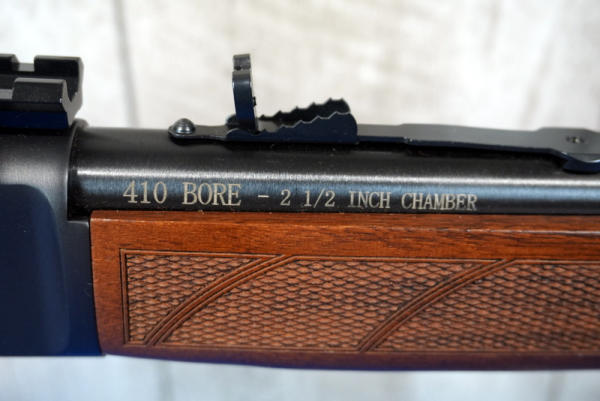 410 BORE - 2 1/2 INCH CHAMBER